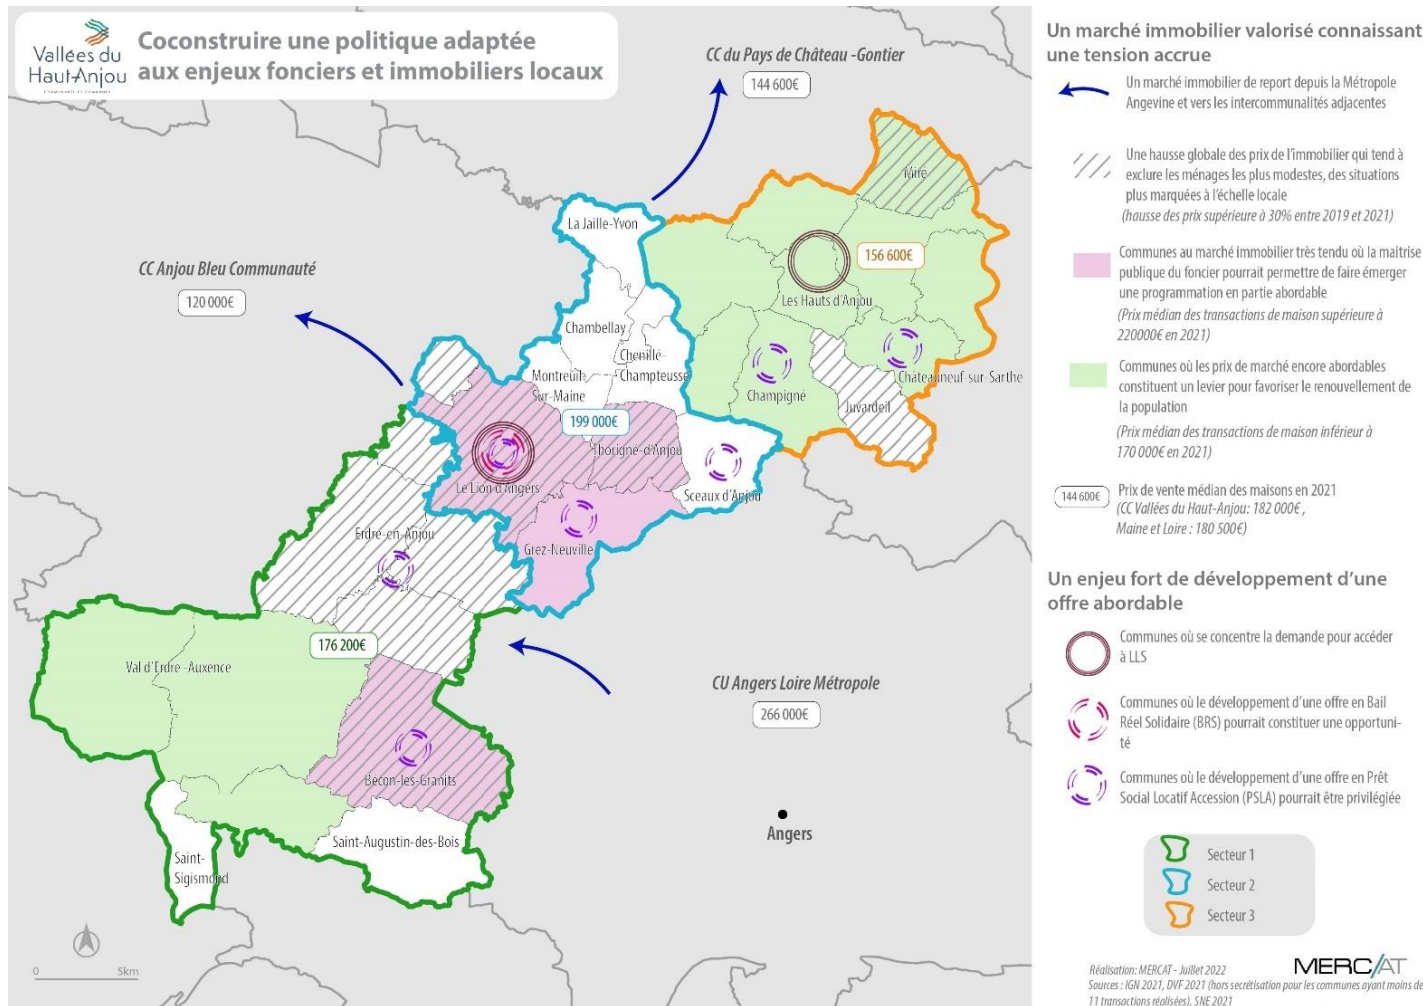 Vallées du
Haut-Anjou
Coconstruire une politique adaptée
aux enjeux fonciers et immobiliers locaux
CC du Pays de Château -Gontier
144 600€
CC Anjou Bleu Communauté
120 000€
La Jaille-Yvon
Chambellay
Chenillé-
Champteussé
Montreuil-
Sur-Maine
199 000€
Thorigné-d'Anjou
Le Lion d'Angers
Sceaux d'Anjou
Grez-Neuville
Miré
156 600€
Les Hauts d'Anjou
Châteauneuf-sur-Sarthe
Champigné
Juvardeil
Erdre-en-Anjou
176 200€
Val d'Erdre -Auxence
Bécon-les-Granits
Saint-Augustin-des-Bois
Saint-
Sigismond
CU Angers Loire Métropole
266 000€
Angers
0 5km
Un marché immobilier valorisé connaissant
une tension accrue
Un marché immobilier de report depuis la Métropole
Angevine et vers les intercommunalités adjacentes
Une hausse globale des prix de l'immobilier qui tend à
exclure les ménages les plus modestes, des situations
plus marquées à l'échelle locale
(hausse des prix supérieure à 30% entre 2019 et 2021)
Communes au marché immobilier très tendu où la maitrise
publique du foncier pourrait permettre de faire émerger
une programmation en partie abordable
(Prix médian des transactions de maison supérieure à
220000€ en 2021)
Communes où les prix de marché encore abordables
constituent un levier pour favoriser le renouvellement de
la population
(Prix médian des transactions de maison inférieur à
170 000€ en 2021)
144 600€
Prix de vente médian des maisons en 2021
(CC Vallées du Haut-Anjou: 182 000€ ,
Maine et Loire : 180 500€)
Un enjeu fort de développement d'une
offre abordable
Communes où se concentre la demande pour accéder
à LLS
Communes où le développement d'une offre en Bail
Réel Solidaire (BRS) pourrait constituer une opportuni-
té
Communes où le développement d'une offre en Prêt
Social Locatif Accession (PSLA) pourrait être privilégiée
Secteur 1
Secteur 2
Secteur 3
MERC/AT
Réalisation: MERCAT - Juillet 2022
Sources : IGN 2021, DVF 2021 (hors secrétisation pour les communes ayant moins de
11 transactions réalisées), SNE 2021